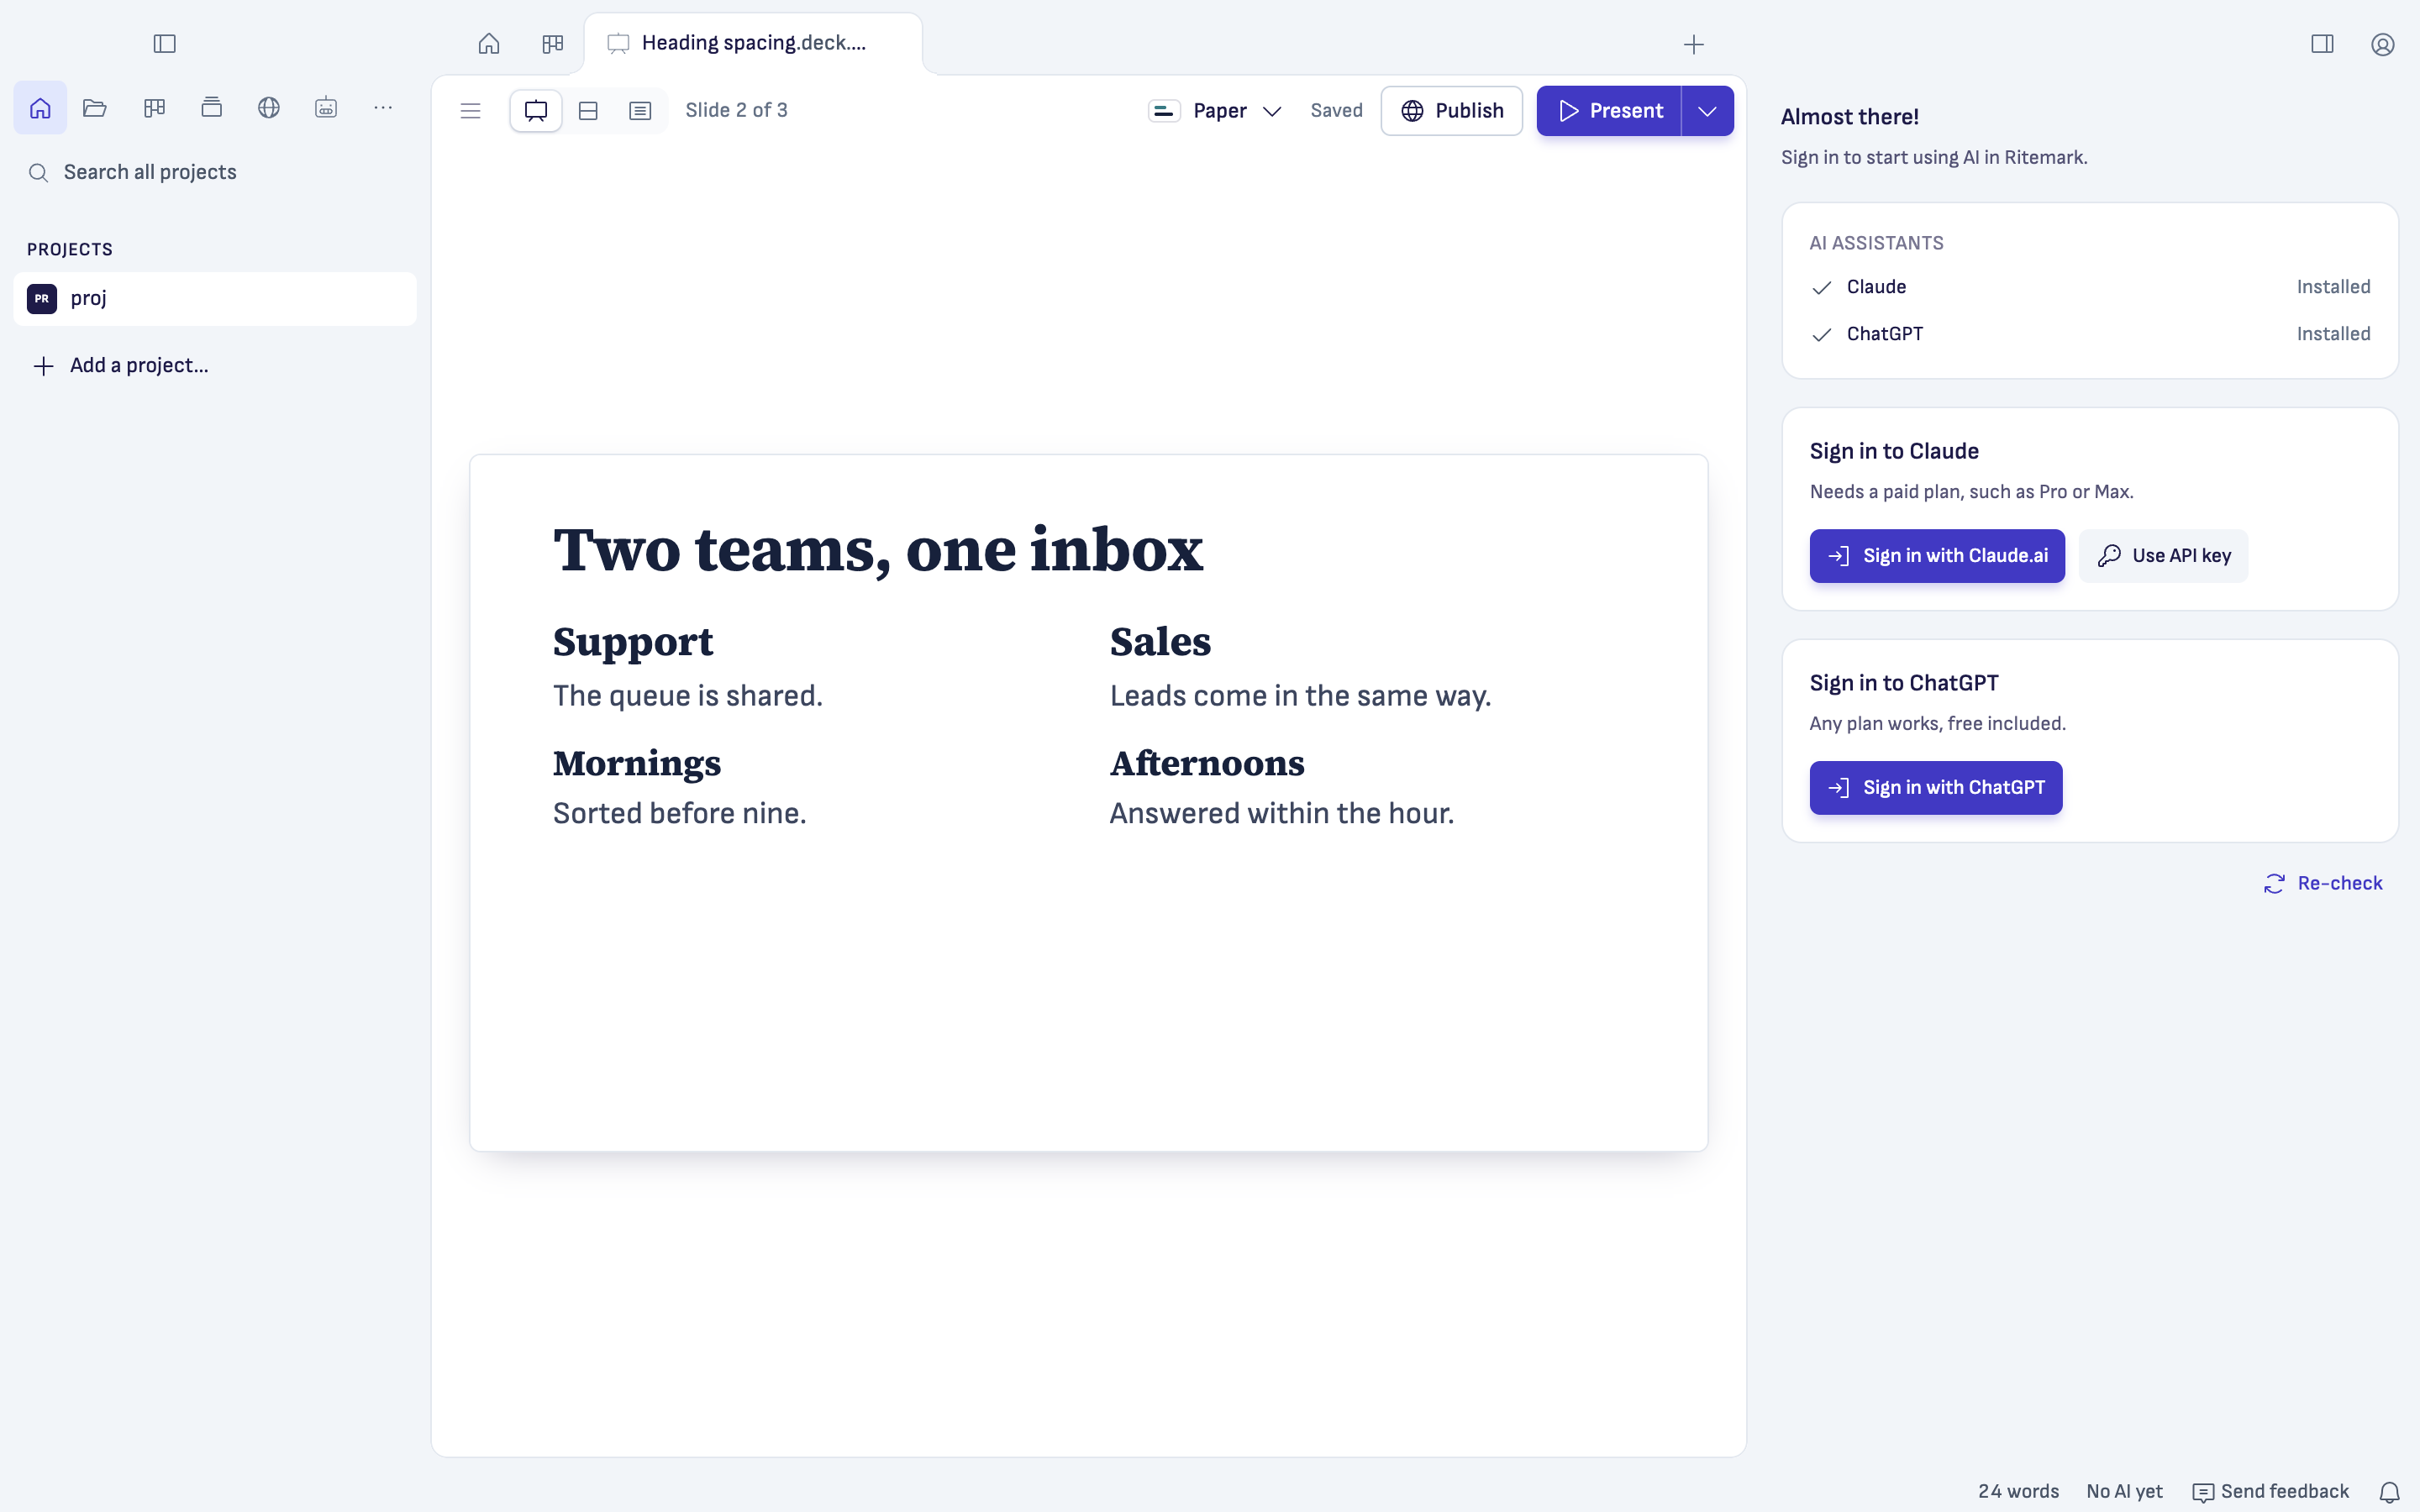 Heading spacing.deck....
Slide 2 of 3
Paper
Saved
Publish
Present
Search all projects
PROJECTS
PR proj
Add a project...
Two teams, one inbox
Support
The queue is shared.
Mornings
Sorted before nine.
Sales
Leads come in the same way.
Afternoons
Answered within the hour.
Almost there!
Sign in to start using AI in Ritemark.
AI ASSISTANTS
Claude Installed
ChatGPT Installed
Sign in to Claude
Needs a paid plan, such as Pro or Max.
Sign in with Claude.ai
Use API key
Sign in to ChatGPT
Any plan works, free included.
Sign in with ChatGPT
Re-check
24 words
No AI yet
Send feedback